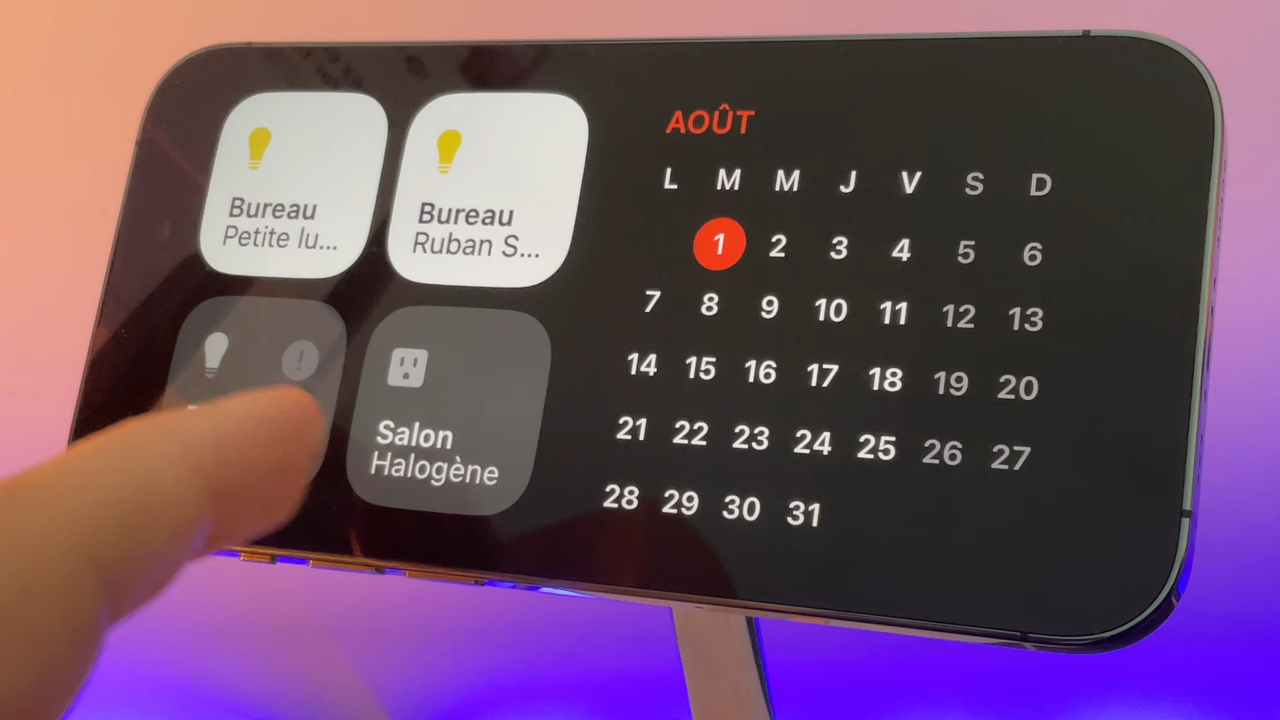 Bureau
Petite lu...
Bureau
Ruban S...
!
Salon
Halogène
AOÛT
L M M J V S D
1 2 3 4 5 6
7 8 9 10 11 12 13
14 15 16 17 18 19 20
21 22 23 24 25 26 27
28 29 30 31